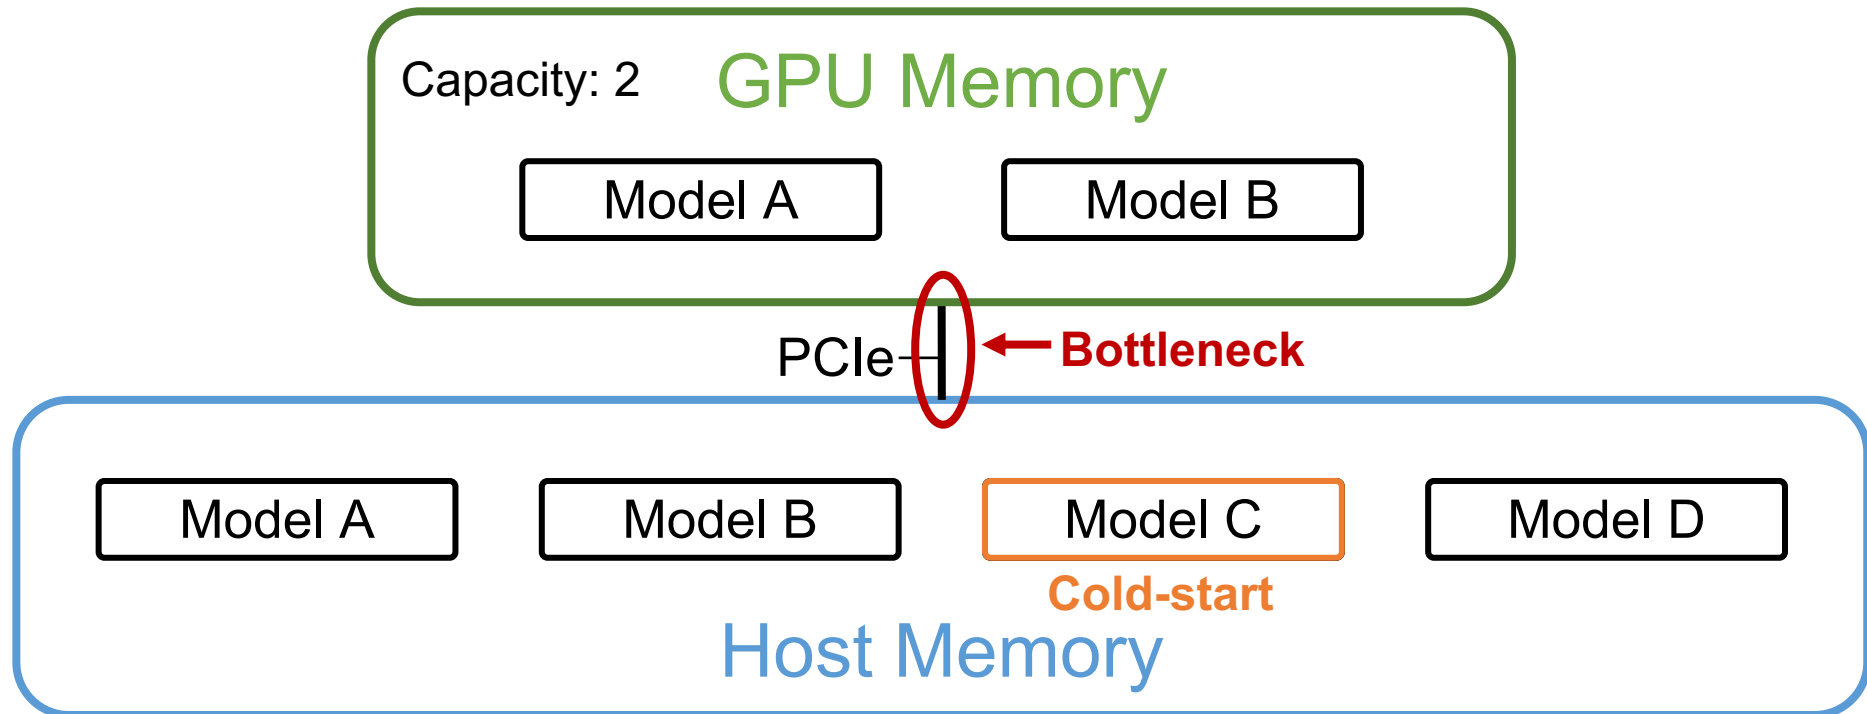 Capacity: 2
GPU Memory
Model A
Model B
PCIe
Bottleneck
Model A
Model B
Model C
Model D
Cold-start
Host Memory